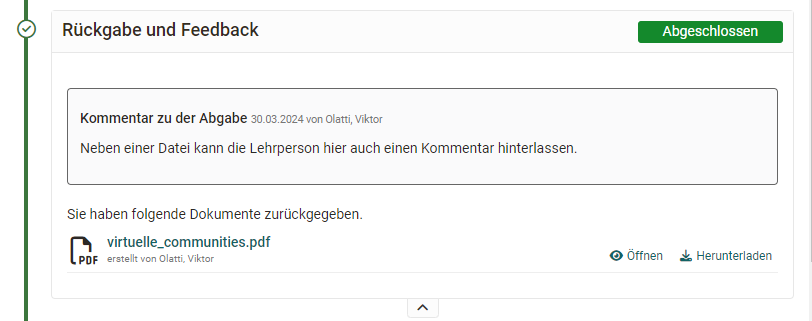 Rückgabe und Feedback
Abgeschlossen
Kommentar zu der Abgabe 30.03.2024 von Olatti, Viktor
Neben einer Datei kann die Lehrperson hier auch einen Kommentar hinterlassen.
Sie haben folgende Dokumente zurückgegeben.
PDF
virtuelle_communities.pdf
erstellt von Olatti, Viktor
Öffnen
Herunterladen